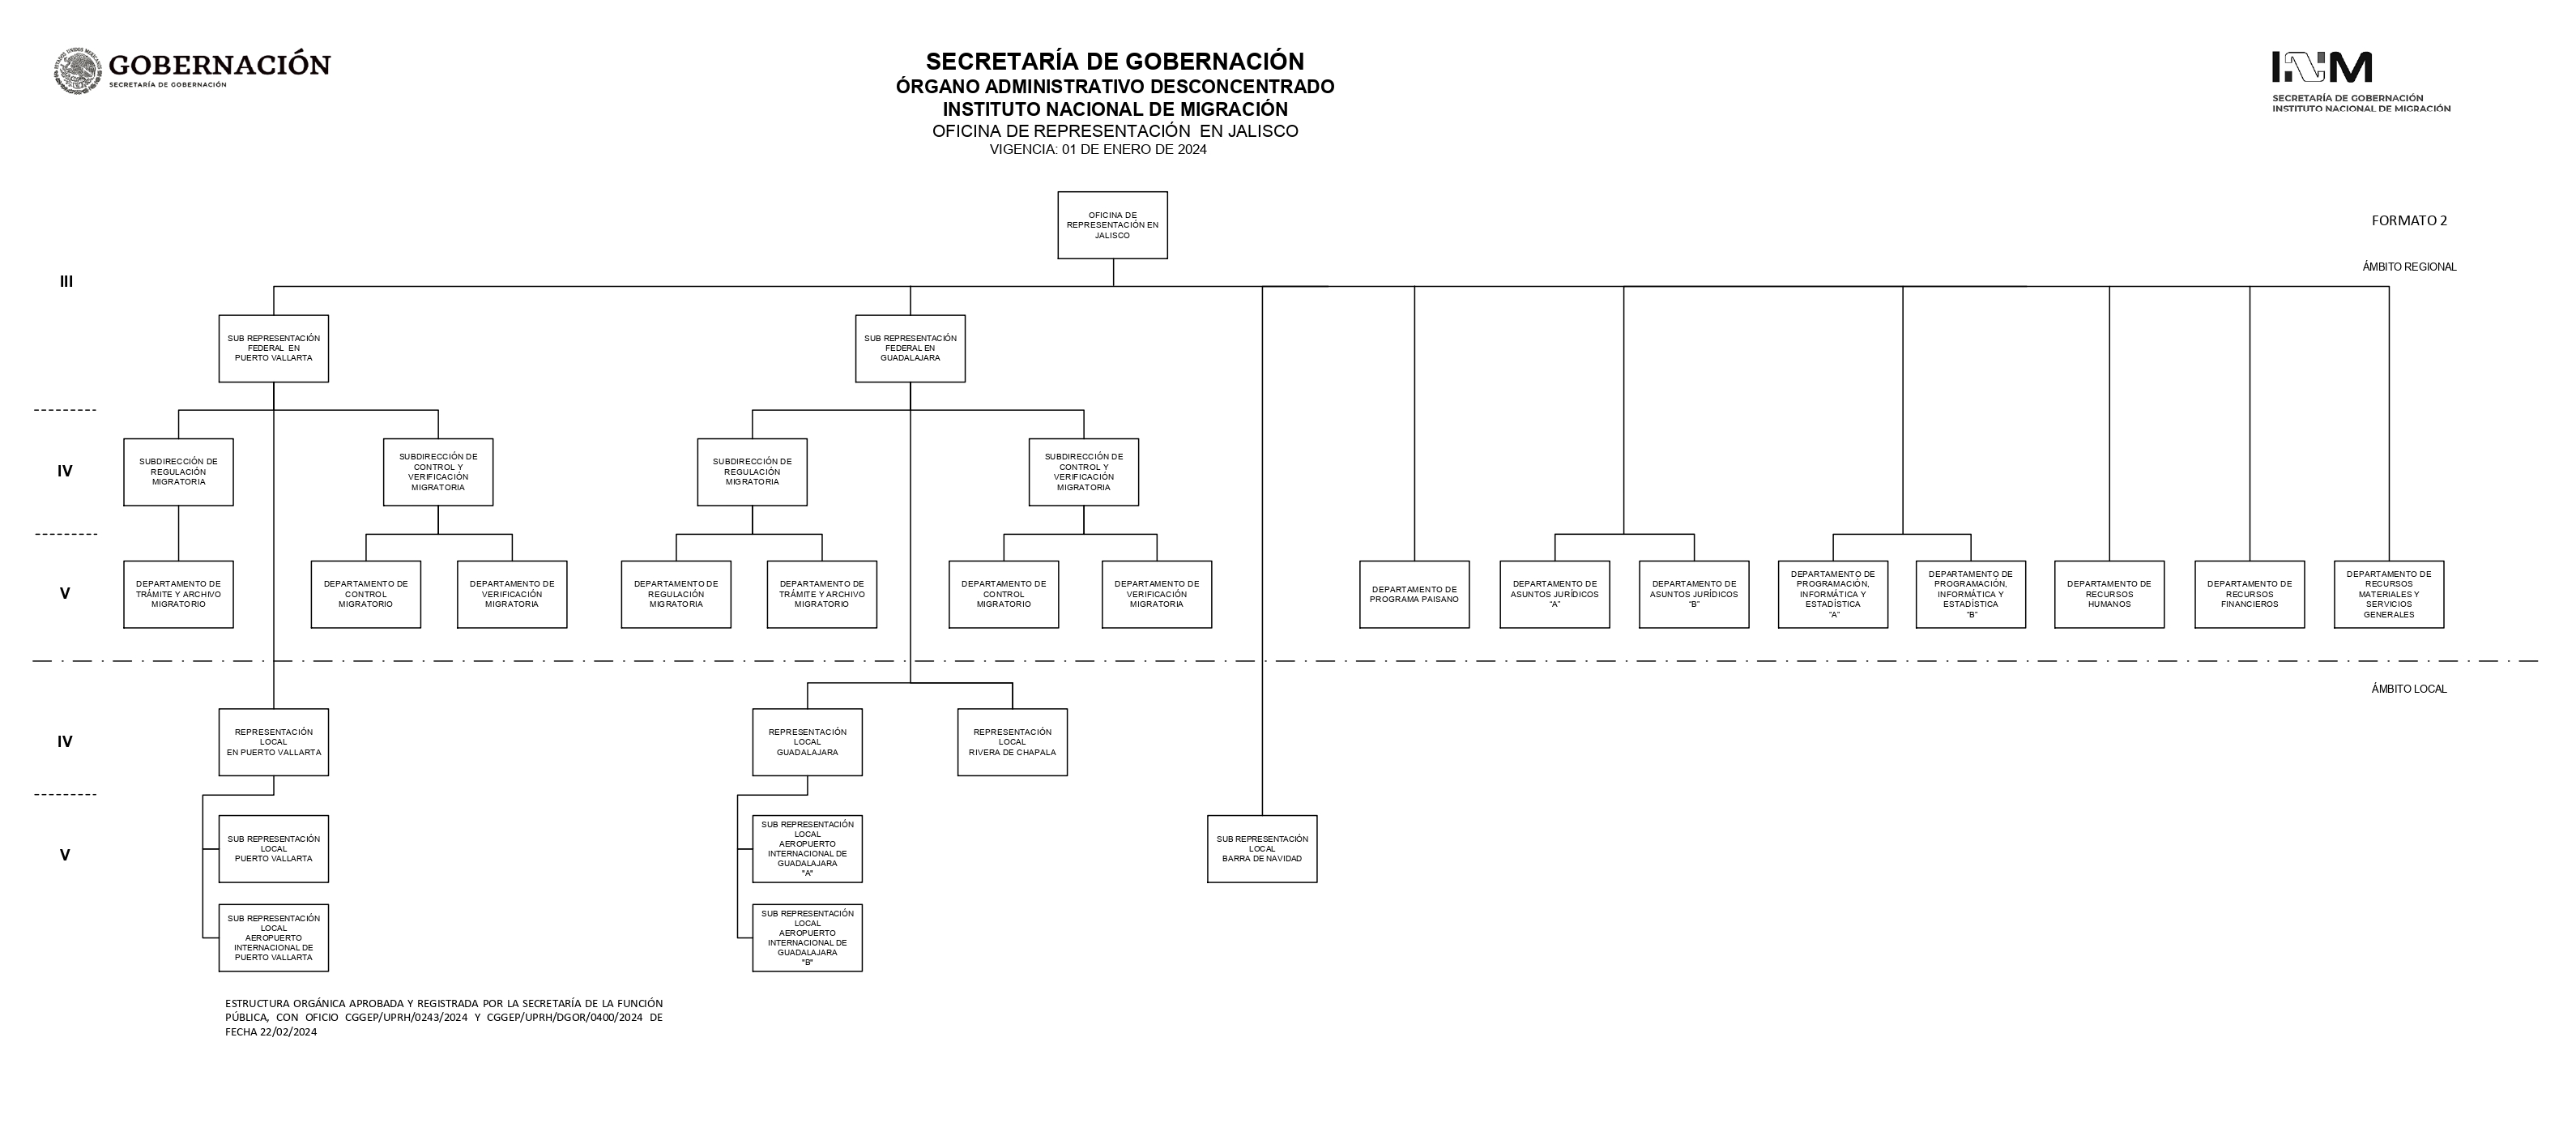 GOBERNACIÓN
SECRETARÍA DE GOBERNACIÓN
SECRETARÍA DE GOBERNACIÓN
ÓRGANO ADMINISTRATIVO DESCONCENTRADO
INSTITUTO NACIONAL DE MIGRACIÓN
OFICINA DE REPRESENTACIÓN EN JALISCO
VIGENCIA: 01 DE ENERO DE 2024
INM
SECRETARÍA DE GOBERNACIÓN
INSTITUTO NACIONAL DE MIGRACIÓN
OFICINA DE
REPRESENTACIÓN EN
JALISCO
FORMATO 2
ÁMBITO REGIONAL
III
SUB REPRESENTACIÓN
FEDERAL EN
PUERTO VALLARTA
SUB REPRESENTACIÓN
FEDERAL EN
GUADALAJARA
IV
SUBDIRECCIÓN DE
REGULACIÓN
MIGRATORIA
SUBDIRECCIÓN DE
CONTROL Y
VERIFICACIÓN
MIGRATORIA
SUBDIRECCIÓN DE
REGULACIÓN
MIGRATORIA
SUBDIRECCIÓN DE
CONTROL Y
VERIFICACIÓN
MIGRATORIA
V
DEPARTAMENTO DE
TRÁMITE Y ARCHIVO
MIGRATORIO
DEPARTAMENTO DE
CONTROL
MIGRATORIO
DEPARTAMENTO DE
VERIFICACIÓN
MIGRATORIA
DEPARTAMENTO DE
REGULACIÓN
MIGRATORIA
DEPARTAMENTO DE
TRÁMITE Y ARCHIVO
MIGRATORIO
DEPARTAMENTO DE
CONTROL
MIGRATORIO
DEPARTAMENTO DE
VERIFICACIÓN
MIGRATORIA
DEPARTAMENTO DE
PROGRAMA PAISANO
DEPARTAMENTO DE
ASUNTOS JURÍDICOS
“A”
DEPARTAMENTO DE
ASUNTOS JURÍDICOS
“B”
DEPARTAMENTO DE
PROGRAMACIÓN,
INFORMÁTICA Y
ESTADÍSTICA
“A”
DEPARTAMENTO DE
PROGRAMACIÓN,
INFORMÁTICA Y
ESTADÍSTICA
“B”
DEPARTAMENTO DE
RECURSOS
HUMANOS
DEPARTAMENTO DE
RECURSOS
FINANCIEROS
DEPARTAMENTO DE
RECURSOS
MATERIALES Y
SERVICIOS
GENERALES
ÁMBITO LOCAL
IV
REPRESENTACIÓN
LOCAL
EN PUERTO VALLARTA
REPRESENTACIÓN
LOCAL
GUADALAJARA
REPRESENTACIÓN
LOCAL
RIVERA DE CHAPALA
V
SUB REPRESENTACIÓN
LOCAL
PUERTO VALLARTA
SUB REPRESENTACIÓN
LOCAL
AEROPUERTO
INTERNACIONAL DE
GUADALAJARA
"A"
SUB REPRESENTACIÓN
LOCAL
BARRA DE NAVIDAD
SUB REPRESENTACIÓN
LOCAL
AEROPUERTO
INTERNACIONAL DE
PUERTO VALLARTA
SUB REPRESENTACIÓN
LOCAL
AEROPUERTO
INTERNACIONAL DE
GUADALAJARA
"B"
ESTRUCTURA ORGÁNICA APROBADA Y REGISTRADA POR LA SECRETARÍA DE LA FUNCIÓN
PÚBLICA, CON OFICIO CGGEP/UPRH/0243/2024 Y CGGEP/UPRH/DGOR/0400/2024 DE
FECHA 22/02/2024